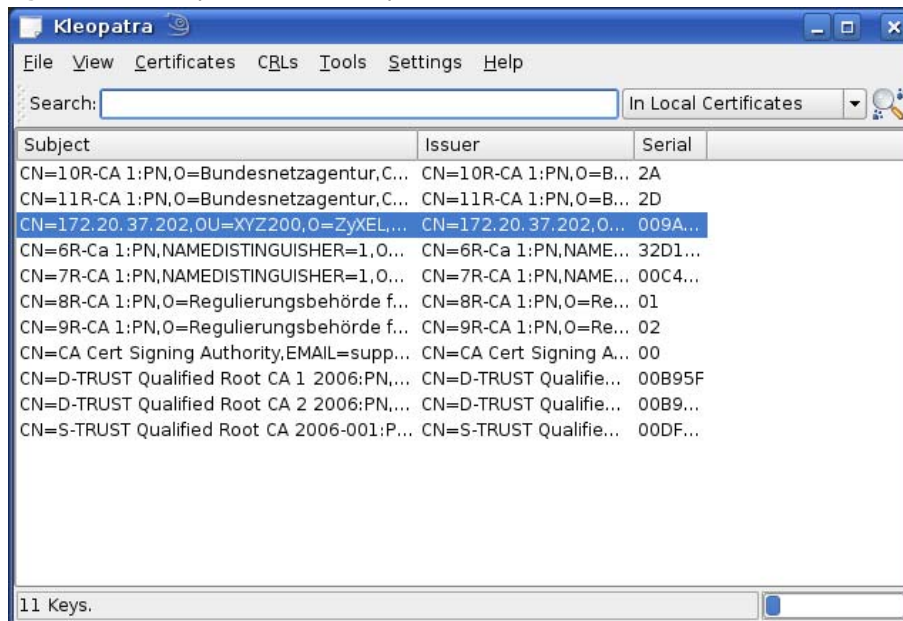 Kleopatra
File View Certificates CRLs Tools Settings Help
Search: In Local Certificates
Subject Issuer Serial
CN=10R-CA 1:PN,O=Bundesnetzagentur,C... CN=10R-CA 1:PN,O=B... 2A
CN=11R-CA 1:PN,O=Bundesnetzagentur,C... CN=11R-CA 1:PN,O=B... 2D
CN=172.20.37.202,OU=XYZ200,O=ZyXEL,... CN=172.20.37.202,O... 009A...
CN=6R-Ca 1:PN,NAMEDISTINGUISHER=1,O... CN=6R-Ca 1:PN,NAME... 32D1...
CN=7R-CA 1:PN,NAMEDISTINGUISHER=1,O... CN=7R-CA 1:PN,NAME... 00C4...
CN=8R-CA 1:PN,O=Regulierungsbehörde f... CN=8R-CA 1:PN,O=Re... 01
CN=9R-CA 1:PN,O=Regulierungsbehörde f... CN=9R-CA 1:PN,O=Re... 02
CN=CA Cert Signing Authority,EMAIL=supp... CN=CA Cert Signing A... 00
CN=D-TRUST Qualified Root CA 1 2006:PN,... CN=D-TRUST Qualifie... 00B95F
CN=D-TRUST Qualified Root CA 2 2006:PN,... CN=D-TRUST Qualifie... 00B9...
CN=S-TRUST Qualified Root CA 2006-001:P... CN=S-TRUST Qualifie... 00DF...
11 Keys.